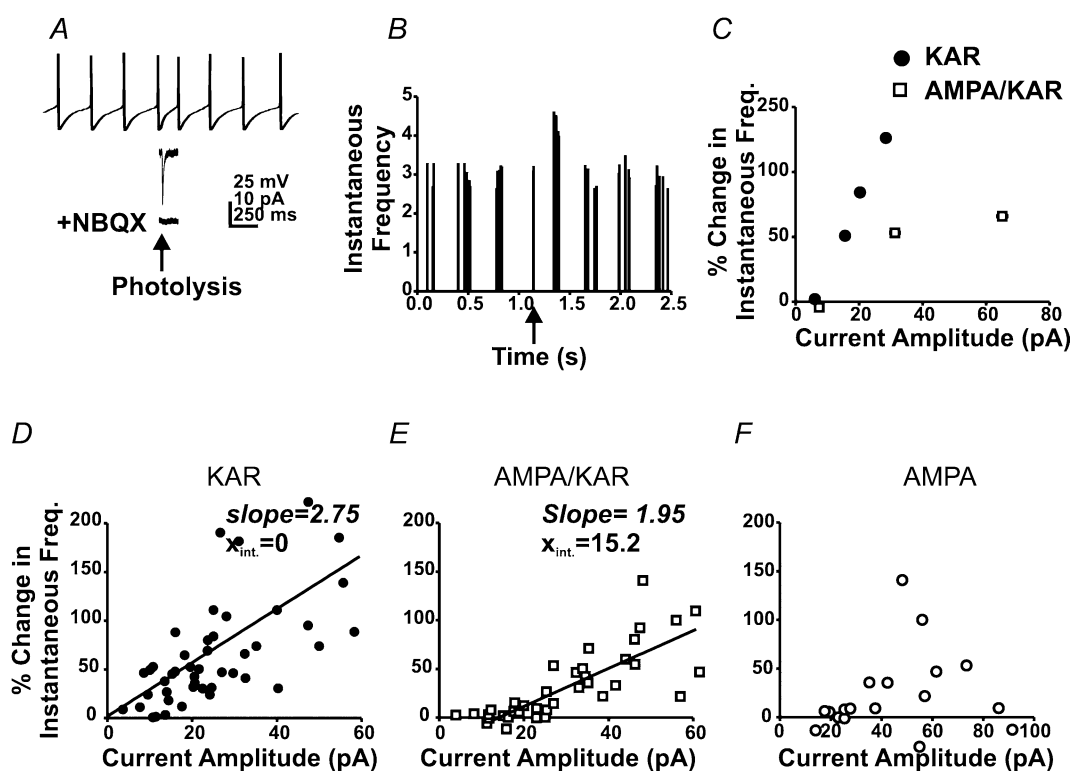 A
+NBQX
25 mV
10 pA
250 ms
Photolysis
B
Instantaneous
Frequency
5
4
3
2
1
0
0.0
0.5
1.0
1.5
2.0
2.5
Time (s)
C
KAR
AMPA/KAR
% Change in
Instantaneous Freq.
250
100
50
0
0
20
40
60
80
Current Amplitude (pA)
D
KAR
slope=2.75
xint.=0
% Change in
Instantaneous Freq.
200
150
100
50
0
0
20
40
60
Current Amplitude (pA)
E
AMPA/KAR
Slope= 1.95
xint.=15.2
200
150
100
50
0
0
20
40
60
Current Amplitude (pA)
F
AMPA
200
150
100
50
0
0
20
40
60
80
100
Current Amplitude (pA)